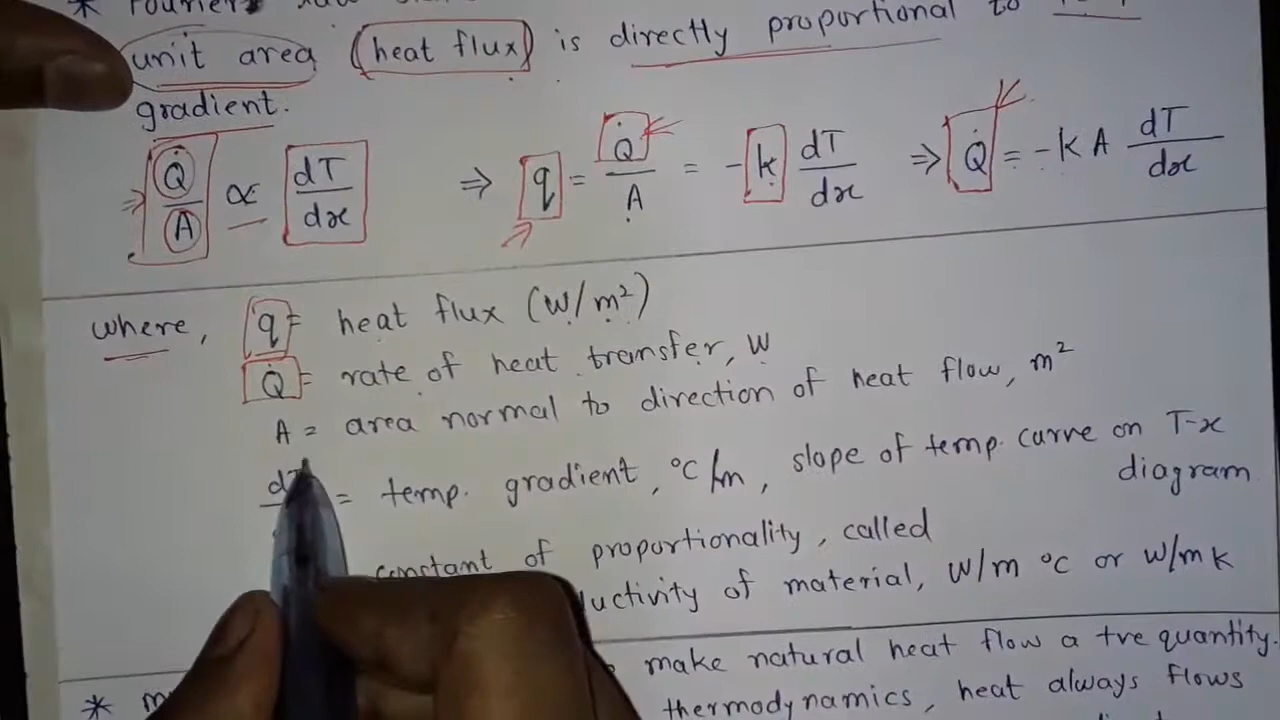 *
unit area (heat flux) is directly proportional to
gradient.
⇒ Q̇/A ∝ dT/dx ⇒ q = Q̇/A = -k dT/dx ⇒ Q̇ = -k A dT/dx
where, q = heat flux (W/m²)
Q̇ = rate of heat transfer, W
A = area normal to direction of heat flow, m²
= temp. gradient, °C/m, slope of temp. curve on T-x
diagram
constant of proportionality, called
of material, W/m °C or W/mk
make natural heat flow a +ve quantity.
* thermodynamics, heat always flows